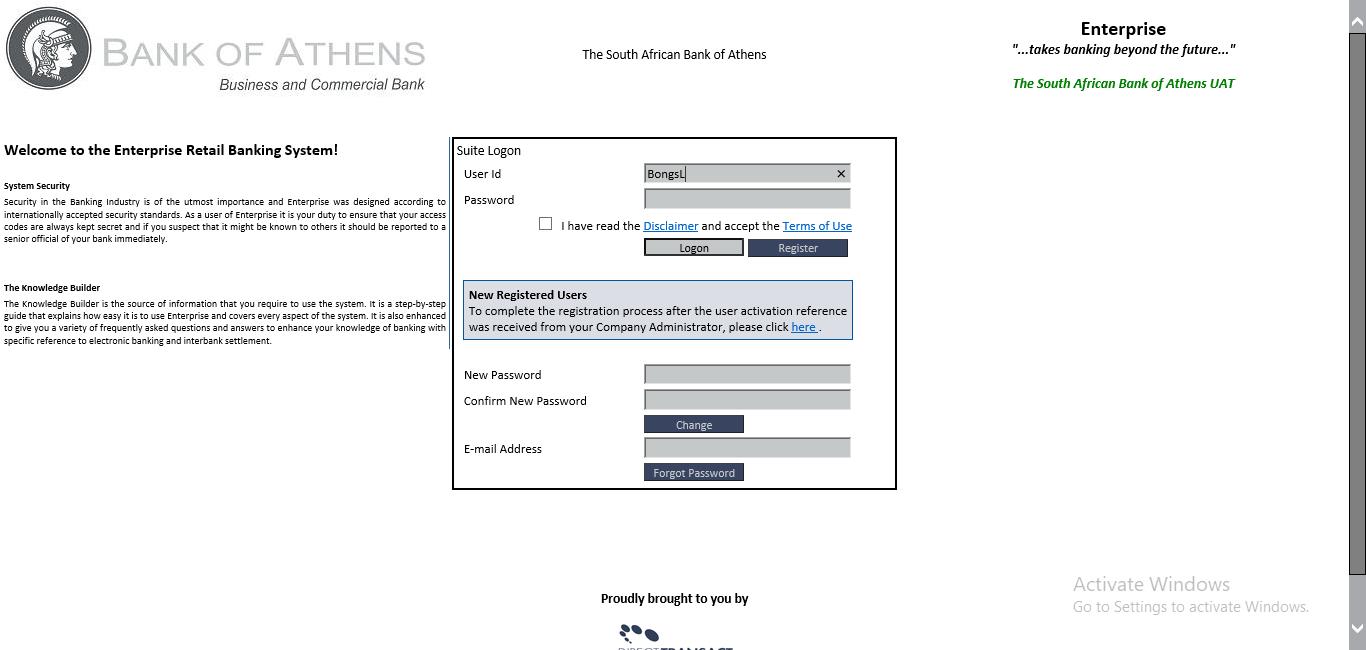 BANK OF ATHENS
Business and Commercial Bank
The South African Bank of Athens
Enterprise
"...takes banking beyond the future..."
The South African Bank of Athens UAT
Welcome to the Enterprise Retail Banking System!
System Security
Security in the Banking Industry is of the utmost importance and Enterprise was designed according to
internationally accepted security standards. As a user of Enterprise it is your duty to ensure that your access
codes are always kept secret and if you suspect that it might be known to others it should be reported to a
senior official of your bank immediately.
The Knowledge Builder
The Knowledge Builder is the source of information that you require to use the system. It is a step-by-step
guide that explains how easy it is to use Enterprise and covers every aspect of the system. It is also enhanced
to give you a variety of frequently asked questions and answers to enhance your knowledge of banking with
specific reference to electronic banking and interbank settlement.
Suite Logon
User Id BongsL ✕
Password
I have read the Disclaimer and accept the Terms of Use
Logon Register
New Registered Users
To complete the registration process after the user activation reference
was received from your Company Administrator, please click here .
New Password
Confirm New Password
Change
E-mail Address
Forgot Password
Proudly brought to you by
DIRECTTRANSACT
Activate Windows
Go to Settings to activate Windows.